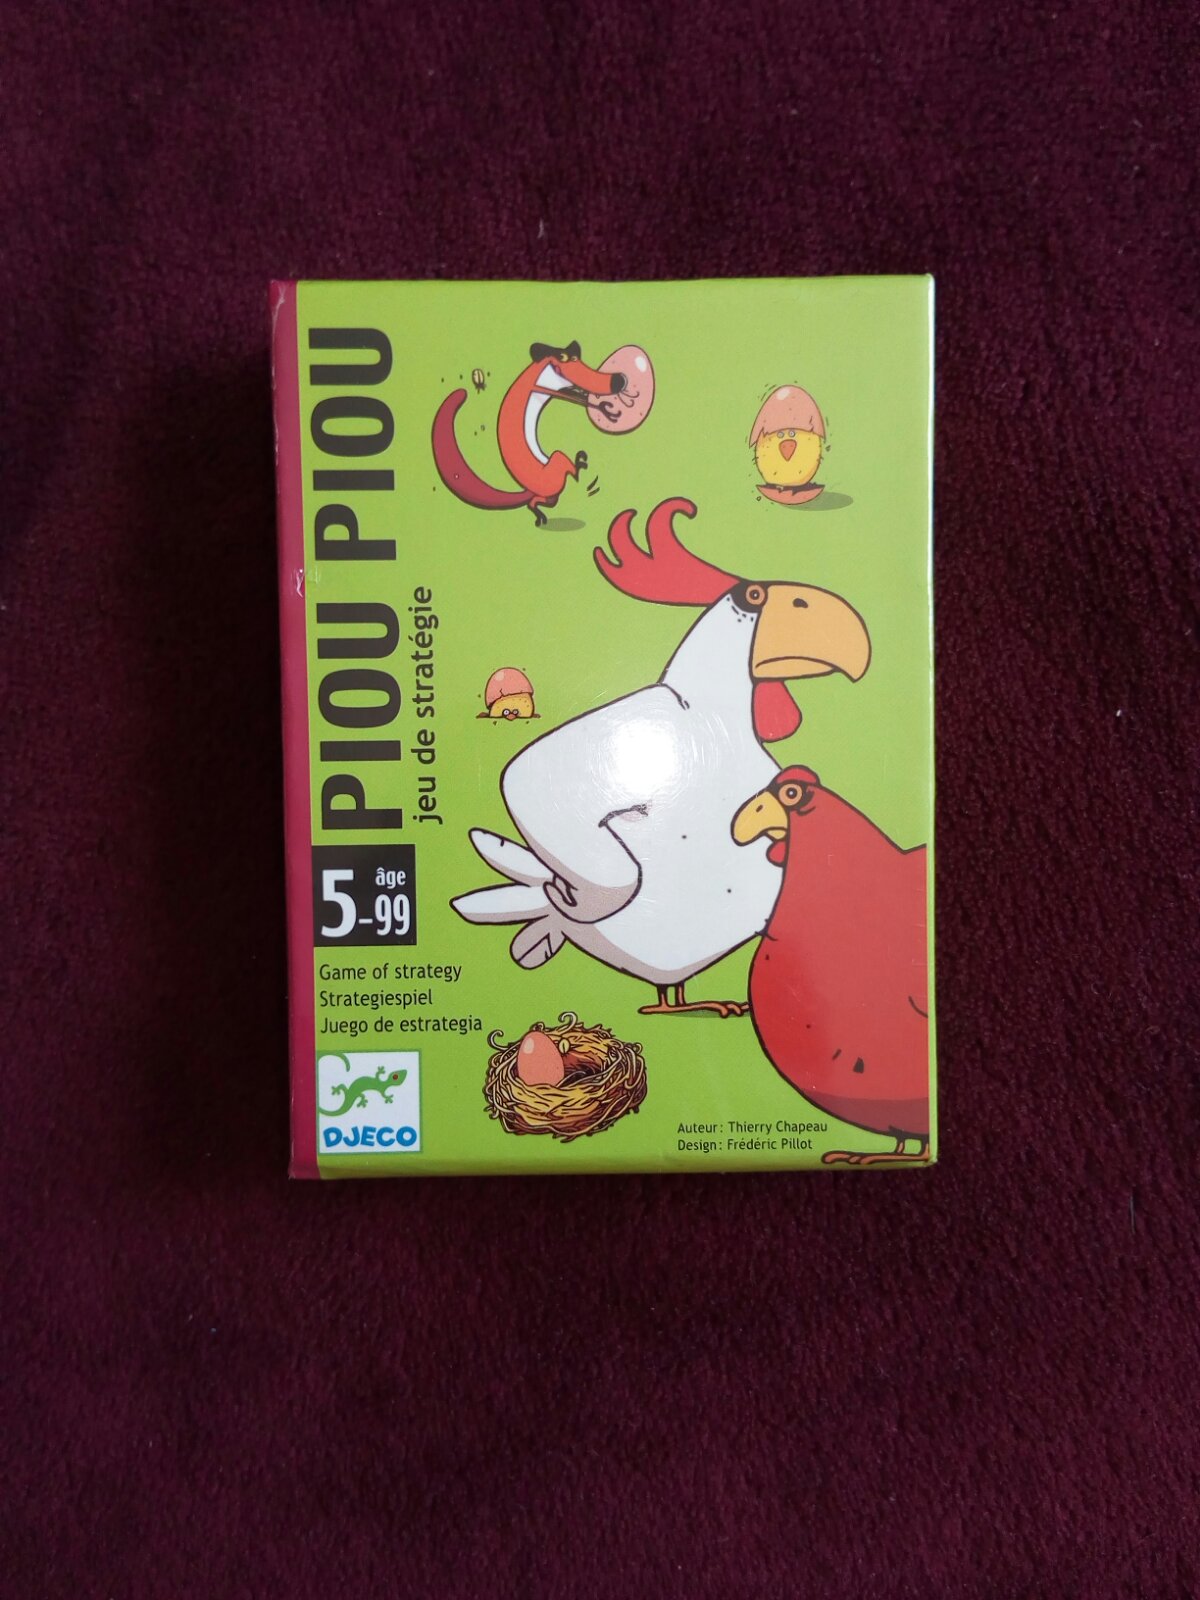 PIOU PIOU
jeu de stratégie
âge
5-99
Game of strategy
Strategiespiel
Juego de estrategia
DJECO
Auteur: Thierry Chapeau
Design: Frédéric Pillot